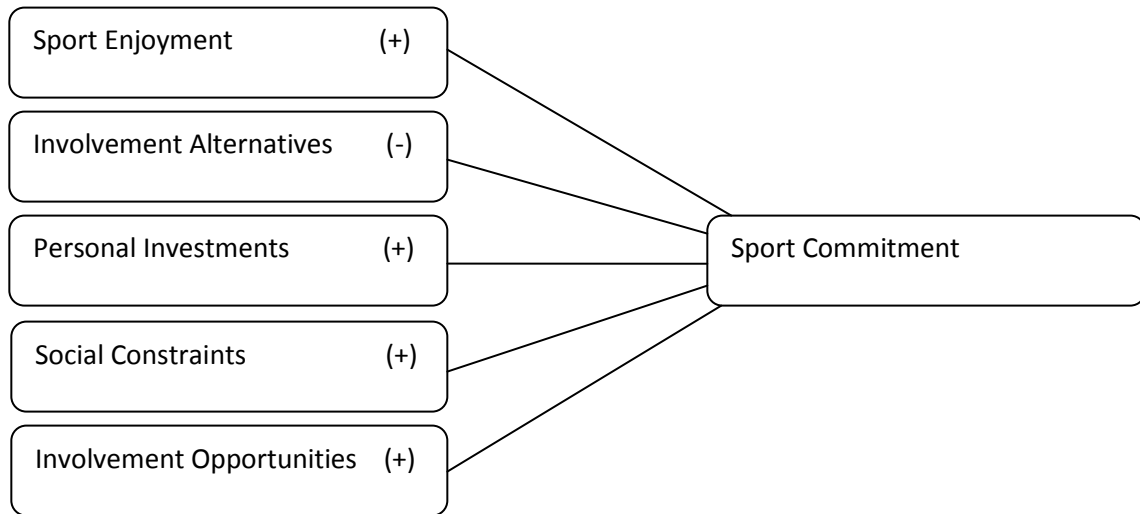 Sport Enjoyment (+)
Involvement Alternatives (-)
Personal Investments (+)
Sport Commitment
Social Constraints (+)
Involvement Opportunities (+)